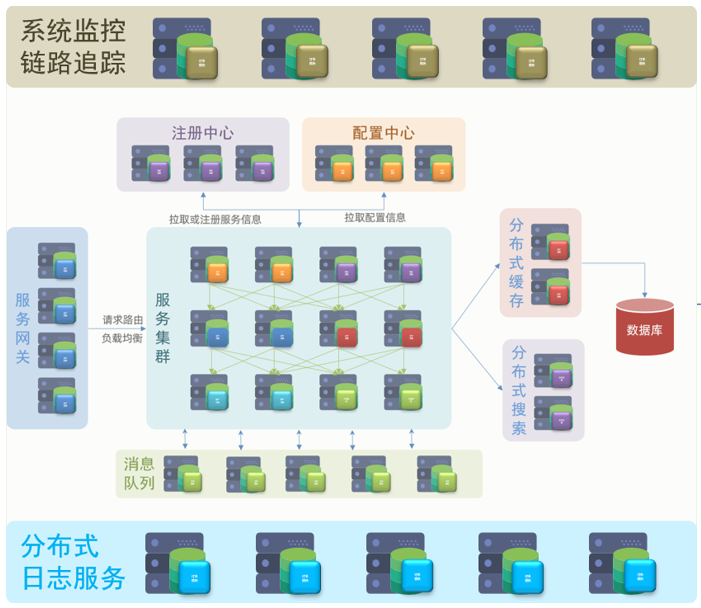 系统监控
链路追踪
注册中心
配置中心
拉取或注册服务信息
拉取配置信息
服务网关
请求路由
负载均衡
服务集群
分布式缓存
数据库
分布式搜索
消息
队列
分布式
日志服务